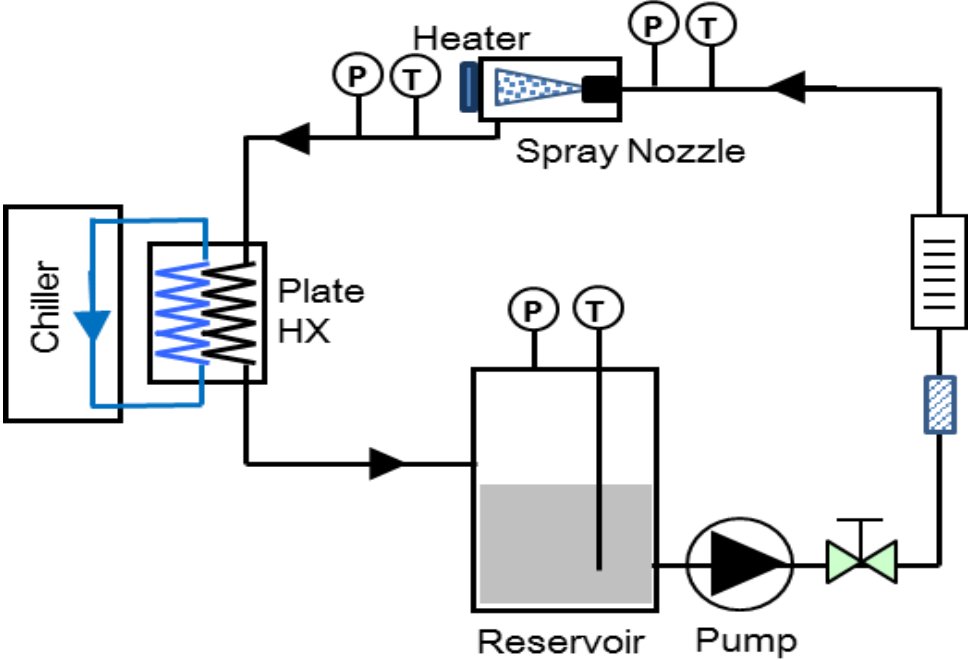 P
T
Heater
P
T
Spray Nozzle
Chiller
Plate
HX
P
T
Reservoir
Pump